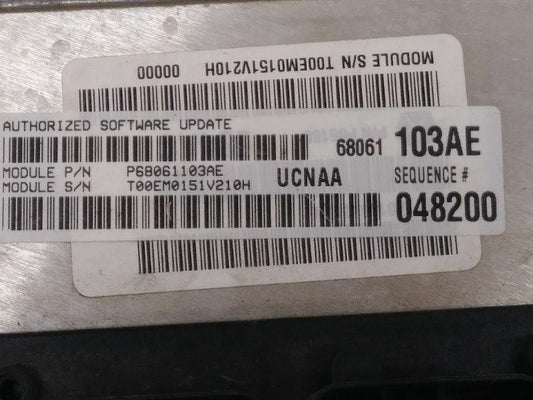 MODULE S/N T00EM0151V210H 00000
AUTHORIZED SOFTWARE UPDATE
68061 103AE
MODULE P/N P68061103AE
MODULE S/N T00EM0151V210H
UCNAA SEQUENCE #
048200